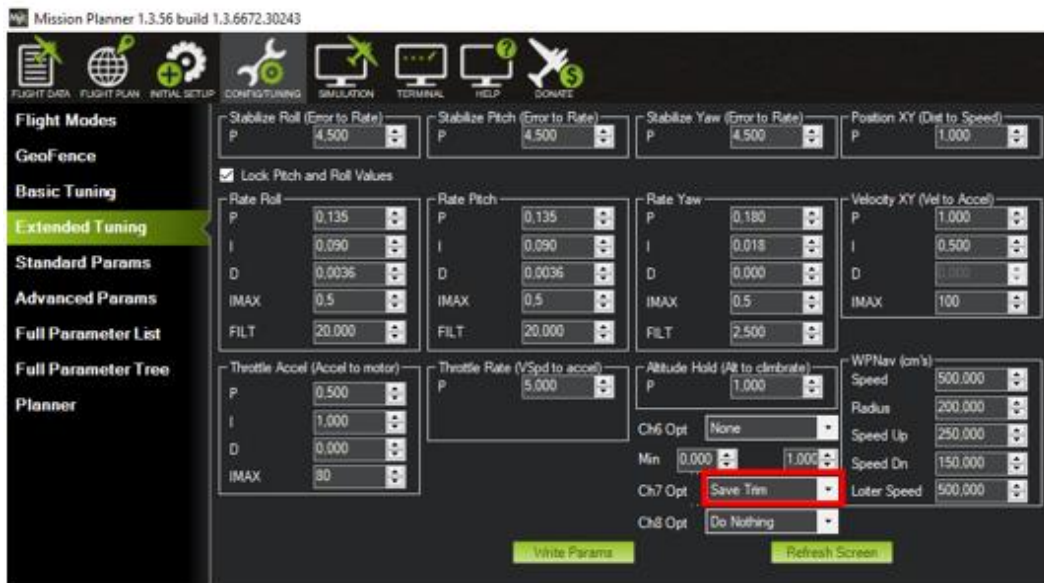 Mission Planner 1.3.56 build 1.3.6672.30243
FLIGHT DATA FLIGHT PLAN INITIAL SETUP CONFIG/TUNING SIMULATION TERMINAL HELP DONATE
Flight Modes
GeoFence
Basic Tuning
Extended Tuning
Standard Params
Advanced Params
Full Parameter List
Full Parameter Tree
Planner
Stabilize Roll (Error to Rate)
P 4,500
Stabilize Pitch (Error to Rate)
P 4,500
Stabilize Yaw (Error to Rate)
P 4,500
Position XY (Dist to Speed)
P 1,000
Lock Pitch and Roll Values
Rate Roll
P 0,135
I 0,090
D 0,0036
IMAX 0,5
FILT 20,000
Rate Pitch
P 0,135
I 0,090
D 0,0036
IMAX 0,5
FILT 20,000
Rate Yaw
P 0,180
I 0,018
D 0,000
IMAX 0,5
FILT 2,500
Velocity XY (Vel to Accel)
P 1,000
I 0,500
D 0,000
IMAX 100
Throttle Accel (Accel to motor)
P 0,500
I 1,000
D 0,000
IMAX 80
Throttle Rate (VSpd to accel)
P 5,000
Altitude Hold (Alt to climbrate)
P 1,000
Ch6 Opt None
Min 0,000 1,000
Ch7 Opt Save Trim
Ch8 Opt Do Nothing
WPNav (cm's)
Speed 500,000
Radius 200,000
Speed Up 250,000
Speed Dn 150,000
Loiter Speed 500,000
Write Params
Refresh Screen